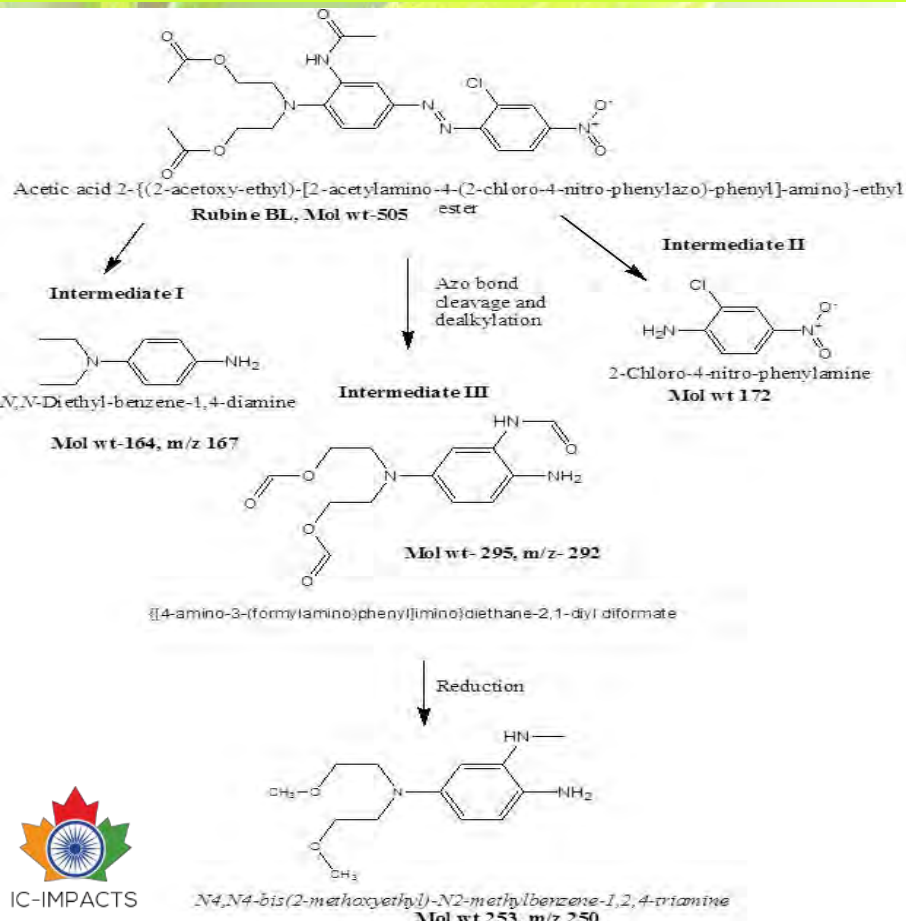 O
HN
O
O
Cl
N
N
N
O
O
N⁺
O⁻
O
Acetic acid 2-{(2-acetoxy-ethyl)-[2-acetylamino-4-(2-chloro-4-nitro-phenylazo)-phenyl]-amino}-ethyl
ester
Rubine BL, Mol wt-505
Intermediate II
Intermediate I
Azo bond
cleavage and
dealkylation
Cl
H₂N
N⁺
O⁻
O
N
NH₂
2-Chloro-4-nitro-phenylamine
Mol wt 172
N,N-Diethyl-benzene-1,4-diamine
Intermediate III
Mol wt-164, m/z 167
HN
O
O
O
N
NH₂
O
O
Mol wt- 295, m/z- 292
{[4-amino-3-(formylamino)phenyl]imino}diethane-2,1-diyl diformate
Reduction
HN
CH₃
O
N
NH₂
O
CH₃
IC-IMPACTS
N4,N4-bis(2-methoxyethyl)-N2-methylbenzene-1,2,4-triamine
Mol wt 253, m/z 250